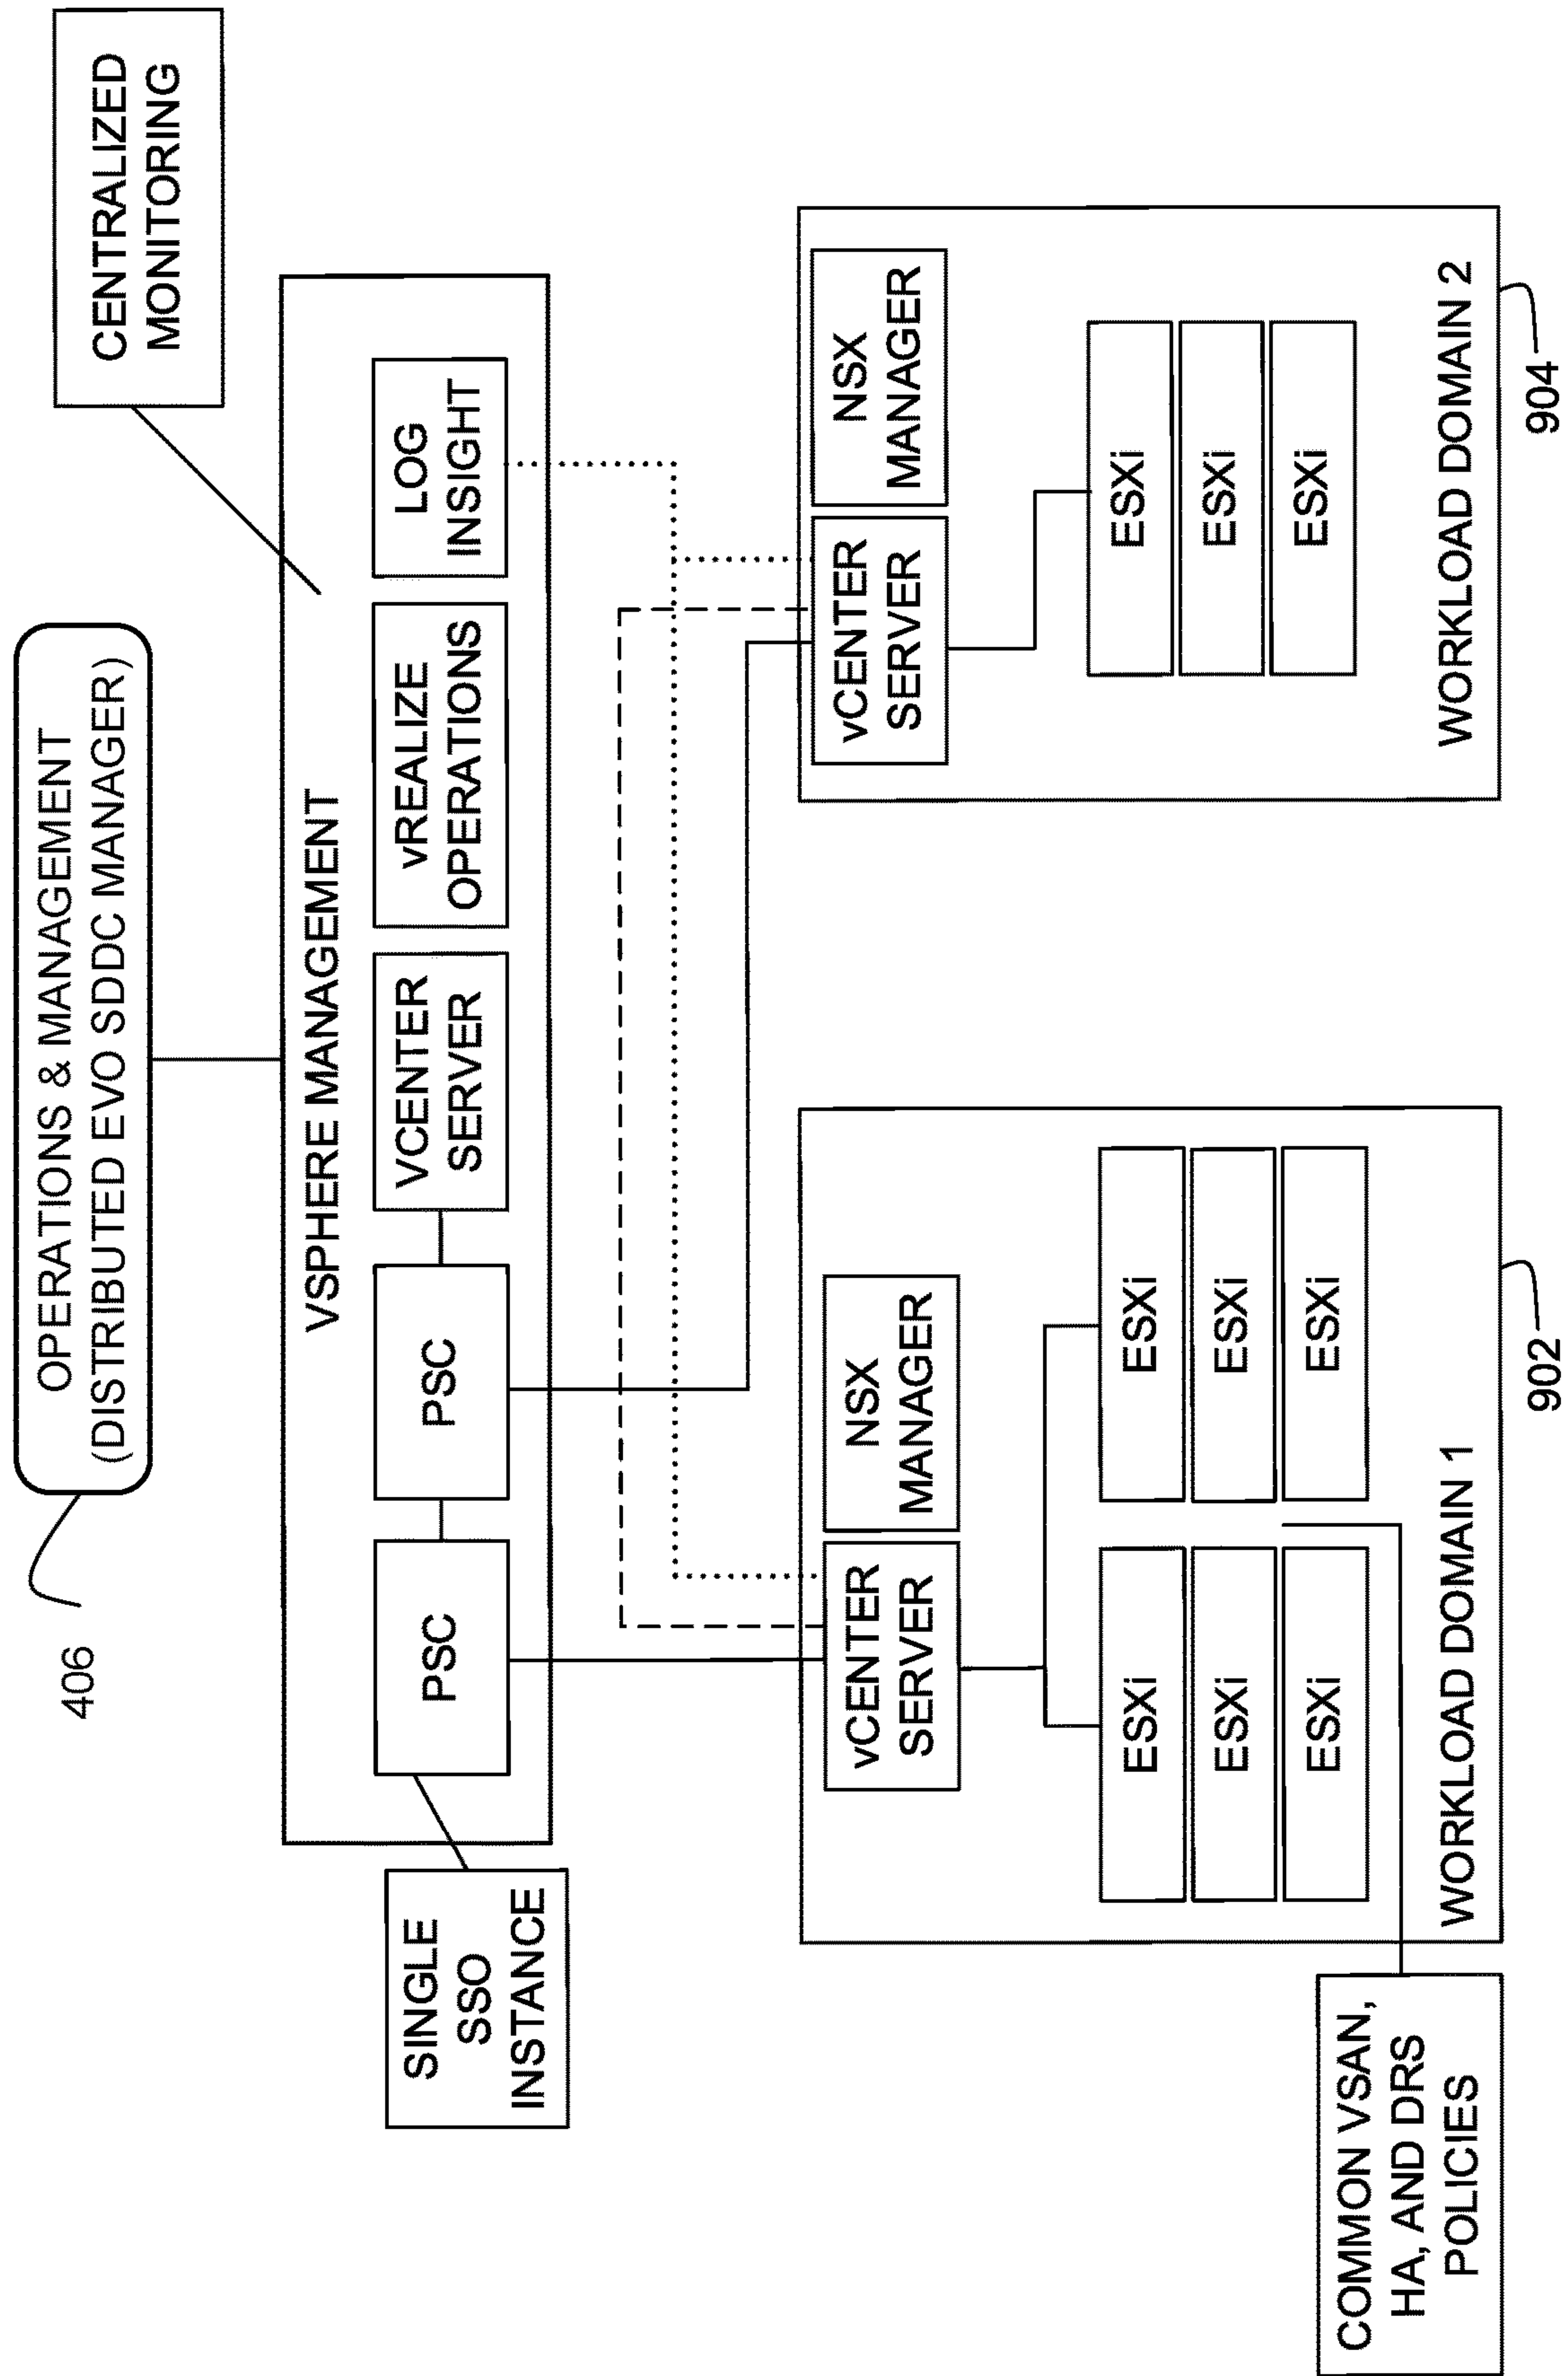 406
OPERATIONS & MANAGEMENT
(DISTRIBUTED EVO SDDC MANAGER)
CENTRALIZED
MONITORING
VSPHERE MANAGEMENT
SINGLE
SSO
INSTANCE
PSC
PSC
VCENTER
SERVER
vREALIZE
OPERATIONS
LOG
INSIGHT
vCENTER
SERVER
NSX
MANAGER
ESXi
ESXi
ESXi
ESXi
ESXi
ESXi
WORKLOAD DOMAIN 1
902
COMMON VSAN,
HA, AND DRS
POLICIES
vCENTER
SERVER
NSX
MANAGER
ESXi
ESXi
ESXi
WORKLOAD DOMAIN 2
904